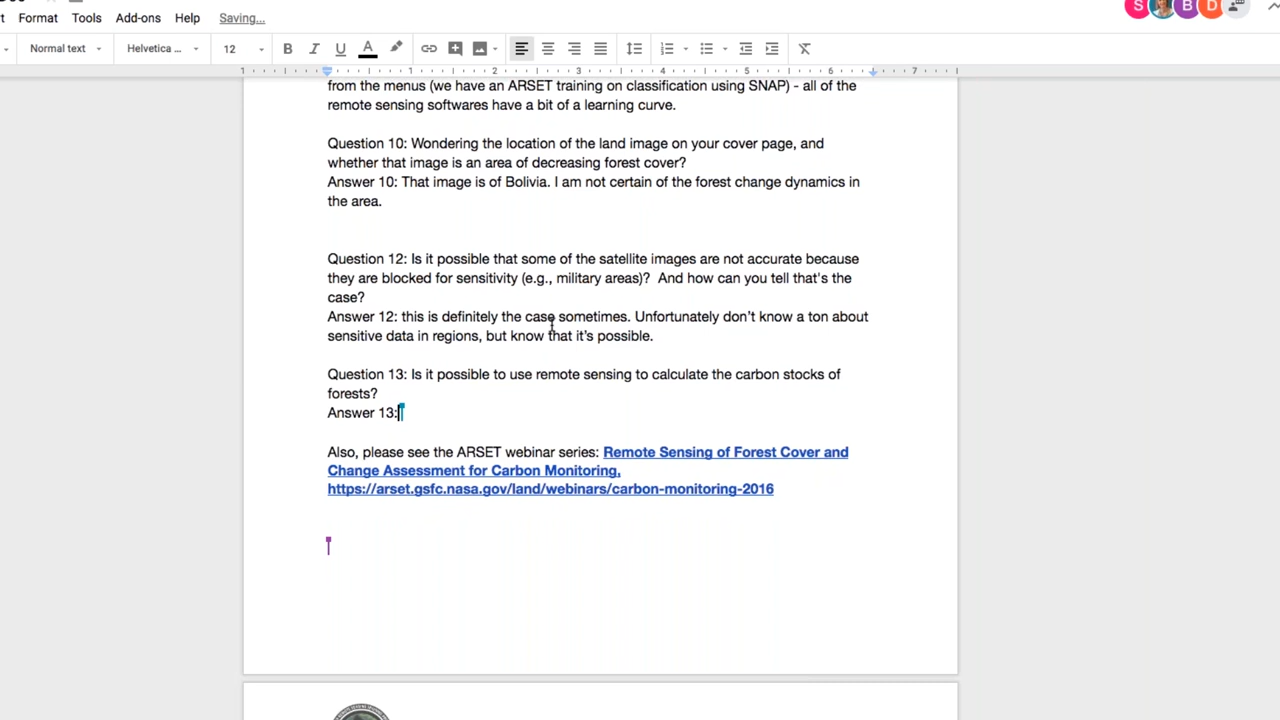 t Format Tools Add-ons Help Saving... S B D
Normal text Helvetica ... 12 B I U A
1 1 2 3 4 5 6 7
from the menus (we have an ARSET training on classification using SNAP) - all of the
remote sensing softwares have a bit of a learning curve.
Question 10: Wondering the location of the land image on your cover page, and
whether that image is an area of decreasing forest cover?
Answer 10: That image is of Bolivia. I am not certain of the forest change dynamics in
the area.
Question 12: Is it possible that some of the satellite images are not accurate because
they are blocked for sensitivity (e.g., military areas)?  And how can you tell that's the
case?
Answer 12: this is definitely the case sometimes. Unfortunately don’t know a ton about
sensitive data in regions, but know that it’s possible.
Question 13: Is it possible to use remote sensing to calculate the carbon stocks of
forests?
Answer 13:
Also, please see the ARSET webinar series: Remote Sensing of Forest Cover and
Change Assessment for Carbon Monitoring,
https://arset.gsfc.nasa.gov/land/webinars/carbon-monitoring-2016